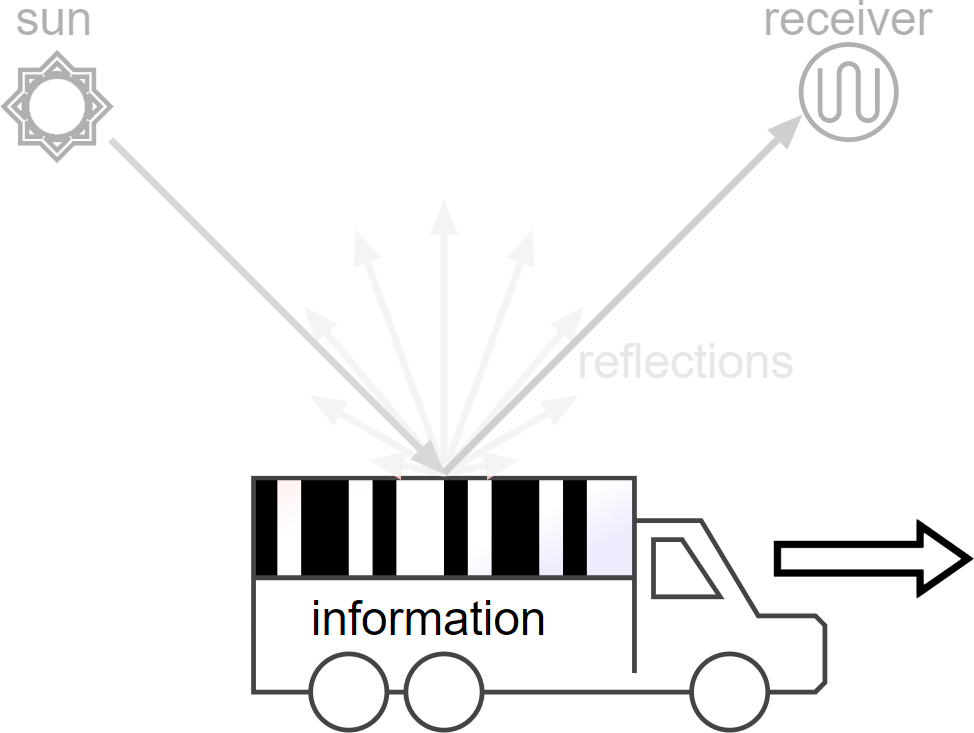 sun
receiver
reflections
information